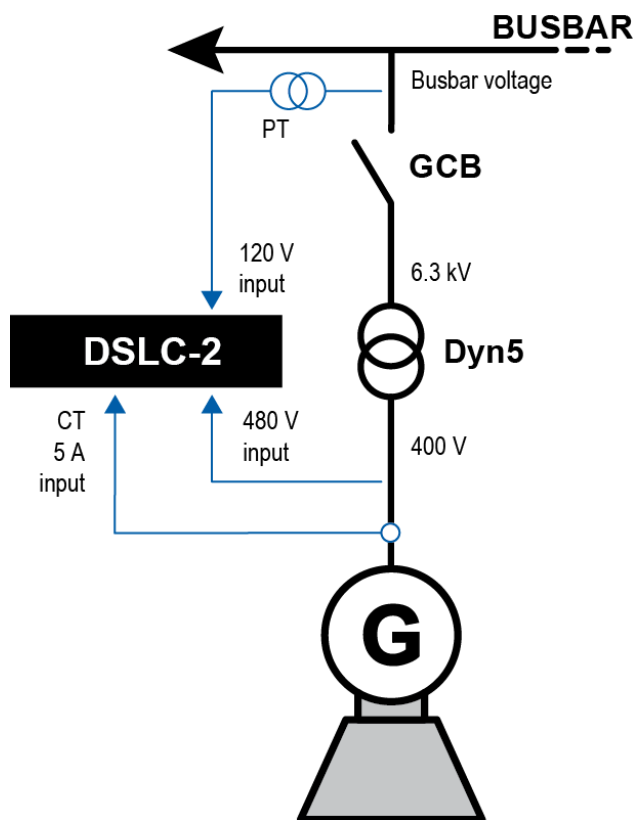 BUSBAR
Busbar voltage
PT
GCB
120 V
input
6.3 kV
DSLC-2
Dyn5
CT
5 A
input
480 V
input
400 V
G